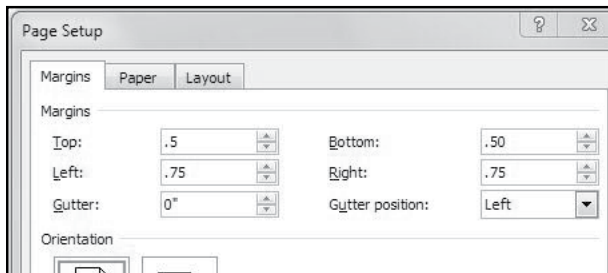 Page Setup
Margins Paper Layout
Margins
Top: .5 Bottom: .50
Left: .75 Right: .75
Gutter: 0" Gutter position: Left
Orientation